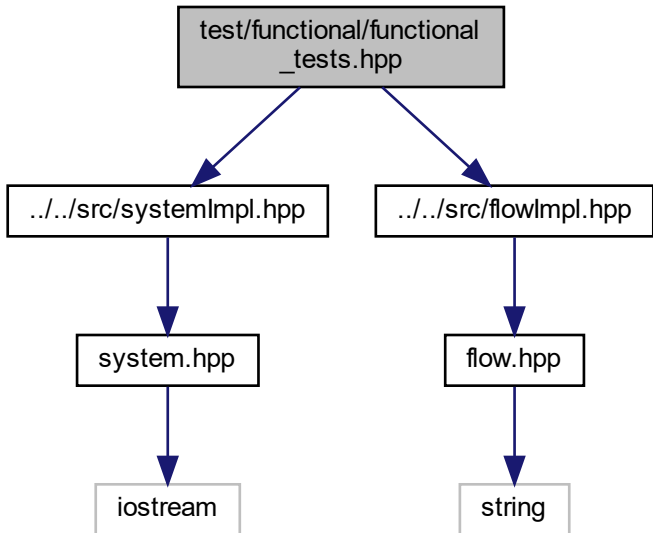 test/functional/functional
_tests.hpp
../../src/systemImpl.hpp
../../src/flowImpl.hpp
system.hpp
flow.hpp
iostream
string